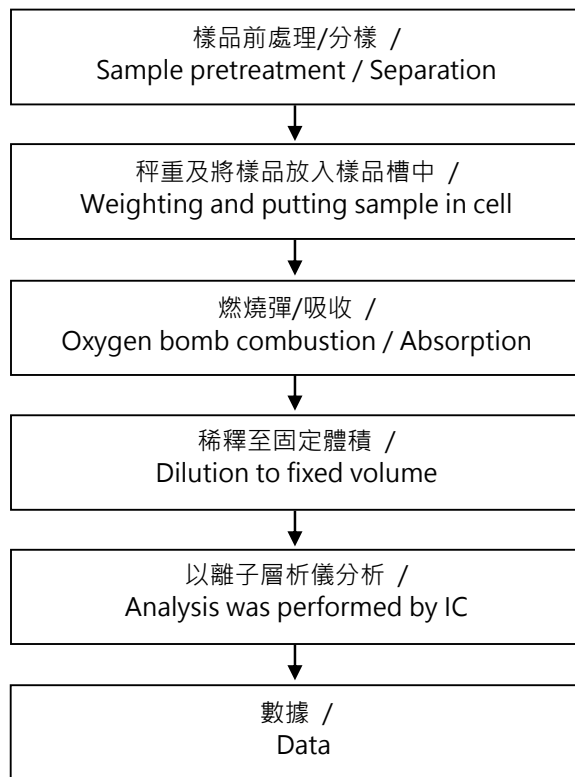 樣品前處理/分樣 /
Sample pretreatment / Separation
秤重及將樣品放入樣品槽中 /
Weighting and putting sample in cell
燃燒彈/吸收 /
Oxygen bomb combustion / Absorption
稀釋至固定體積 /
Dilution to fixed volume
以離子層析儀分析 /
Analysis was performed by IC
數據 /
Data